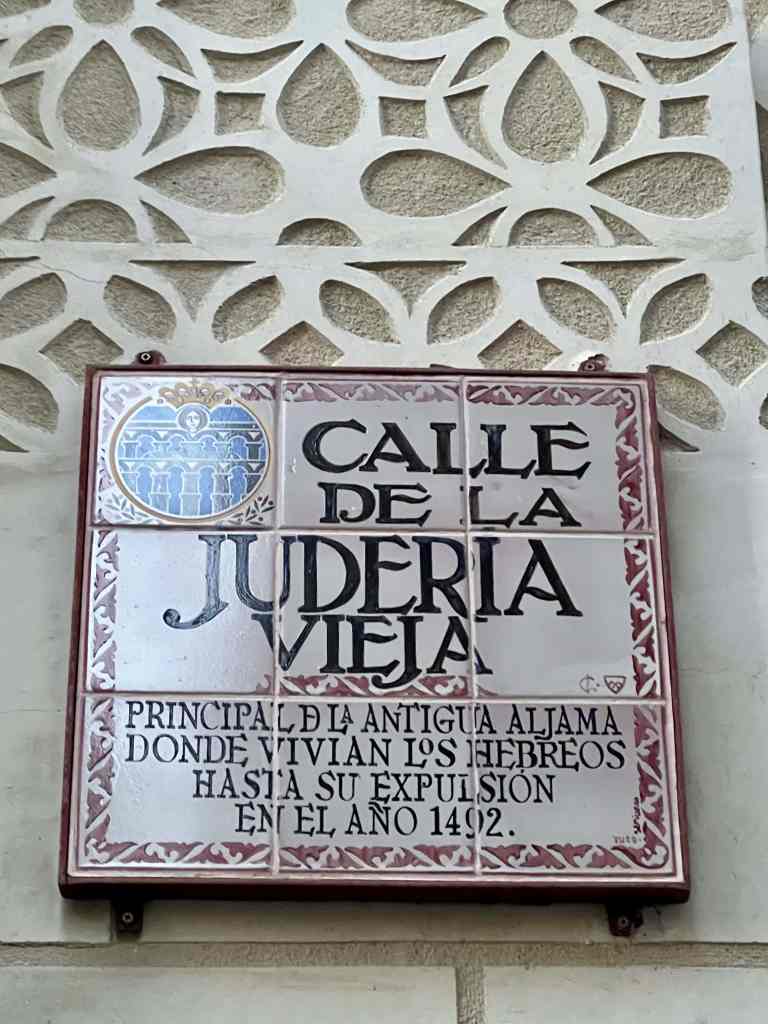 CALLE
DE LA
JUDERIA
VIEJA
PRINCIPAL D LA ANTIGUA ALJAMA
DONDE VIVIAN LOS HEBREOS
HASTA SU EXPULSIÓN
EN EL AÑO 1492.